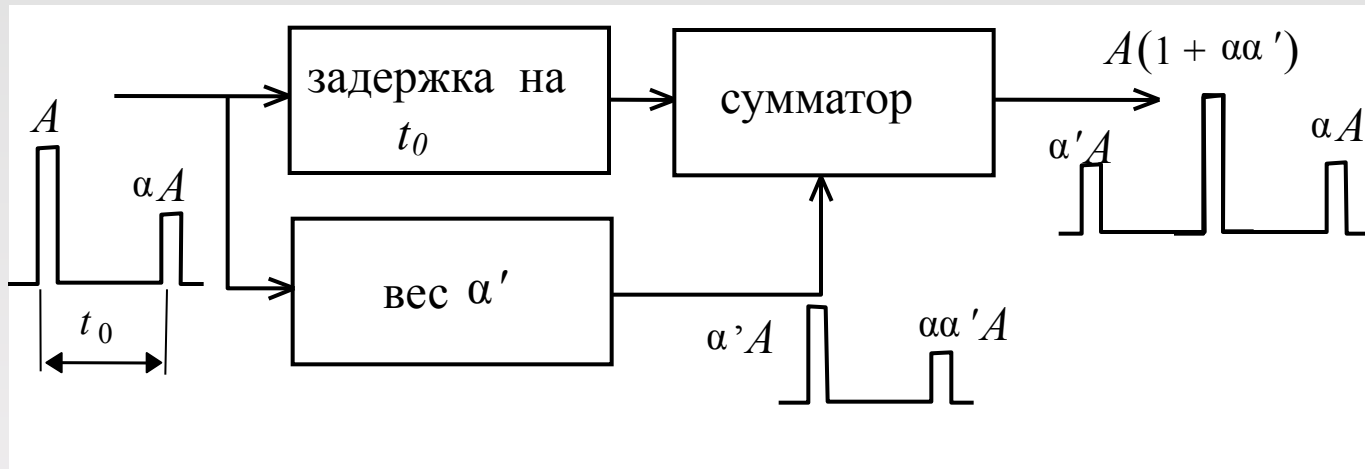 A
αA
t₀
задержка на
t₀
вес α′
сумматор
α’A
αα′A
A(1 + αα′)
α′A
αA